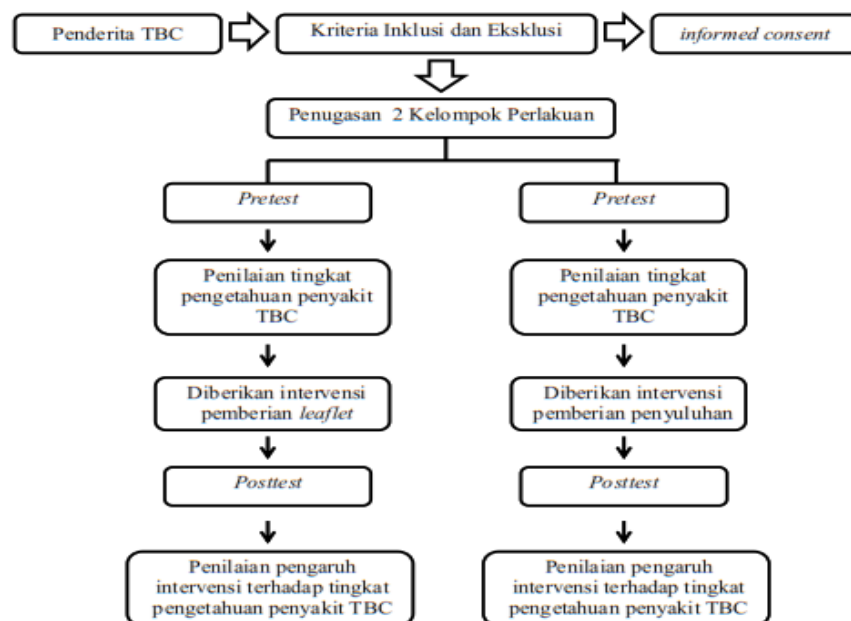 Penderita TBC
Kriteria Inklusi dan Eksklusi
informed consent
Penugasan 2 Kelompok Perlakuan
Pretest
Penilaian tingkat
pengetahuan penyakit
TBC
Diberikan intervensi
pemberian leaflet
Posttest
Penilaian pengaruh
intervensi terhadap tingkat
pengetahuan penyakit TBC
Pretest
Penilaian tingkat
pengetahuan penyakit
TBC
Diberikan intervensi
pemberian penyuluhan
Posttest
Penilaian pengaruh
intervensi terhadap tingkat
pengetahuan penyakit TBC